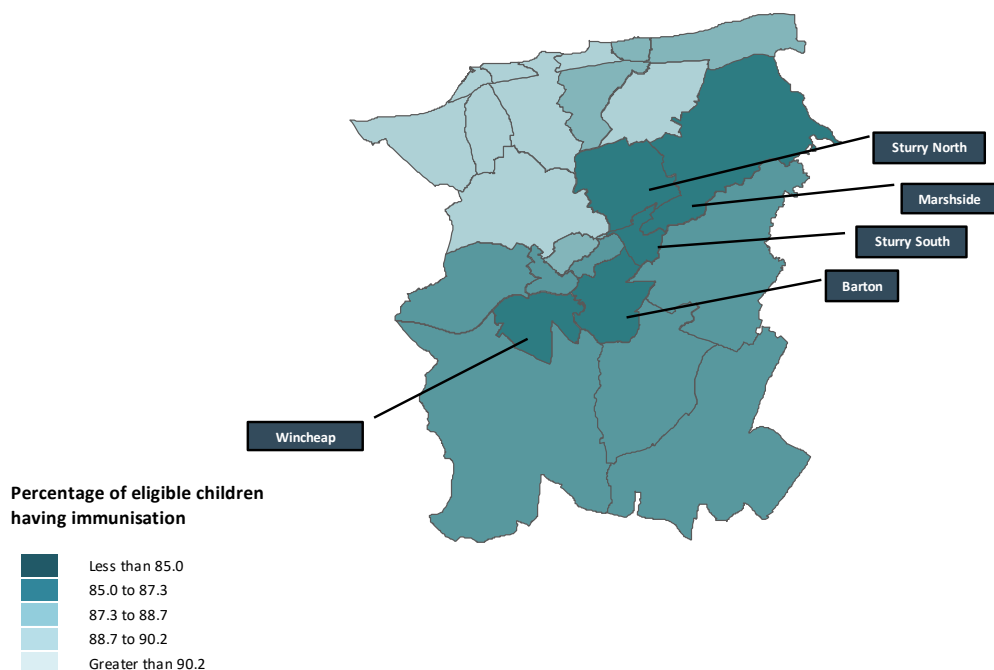 Sturry North
Marshside
Sturry South
Barton
Wincheap
Percentage of eligible children
having immunisation
Less than 85.0
85.0 to 87.3
87.3 to 88.7
88.7 to 90.2
Greater than 90.2